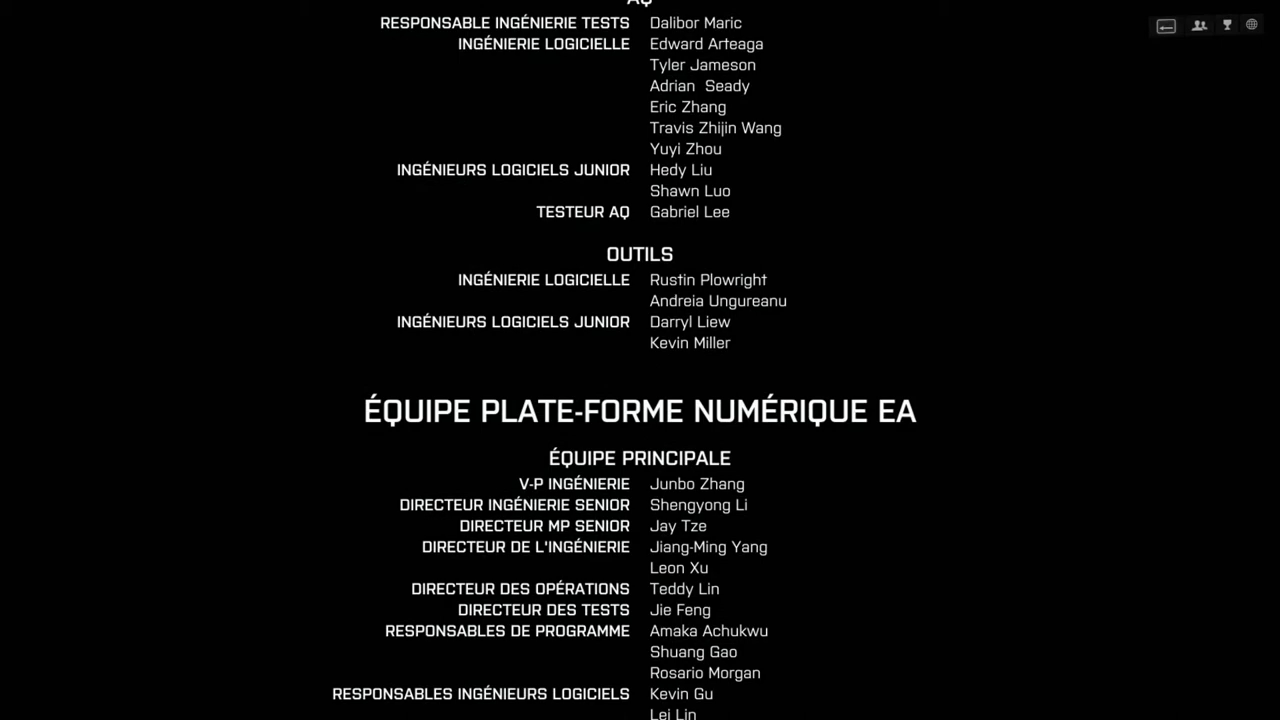 AQ
RESPONSABLE INGÉNIERIE TESTS Dalibor Maric
INGÉNIERIE LOGICIELLE Edward Arteaga
Tyler Jameson
Adrian  Seady
Eric Zhang
Travis Zhijin Wang
Yuyi Zhou
INGÉNIEURS LOGICIELS JUNIOR Hedy Liu
Shawn Luo
TESTEUR AQ Gabriel Lee
OUTILS
INGÉNIERIE LOGICIELLE Rustin Plowright
Andreia Ungureanu
INGÉNIEURS LOGICIELS JUNIOR Darryl Liew
Kevin Miller
ÉQUIPE PLATE-FORME NUMÉRIQUE EA
ÉQUIPE PRINCIPALE
V-P INGÉNIERIE Junbo Zhang
DIRECTEUR INGÉNIERIE SENIOR Shengyong Li
DIRECTEUR MP SENIOR Jay Tze
DIRECTEUR DE L'INGÉNIERIE Jiang-Ming Yang
Leon Xu
DIRECTEUR DES OPÉRATIONS Teddy Lin
DIRECTEUR DES TESTS Jie Feng
RESPONSABLES DE PROGRAMME Amaka Achukwu
Shuang Gao
Rosario Morgan
RESPONSABLES INGÉNIEURS LOGICIELS Kevin Gu
Lei Lin